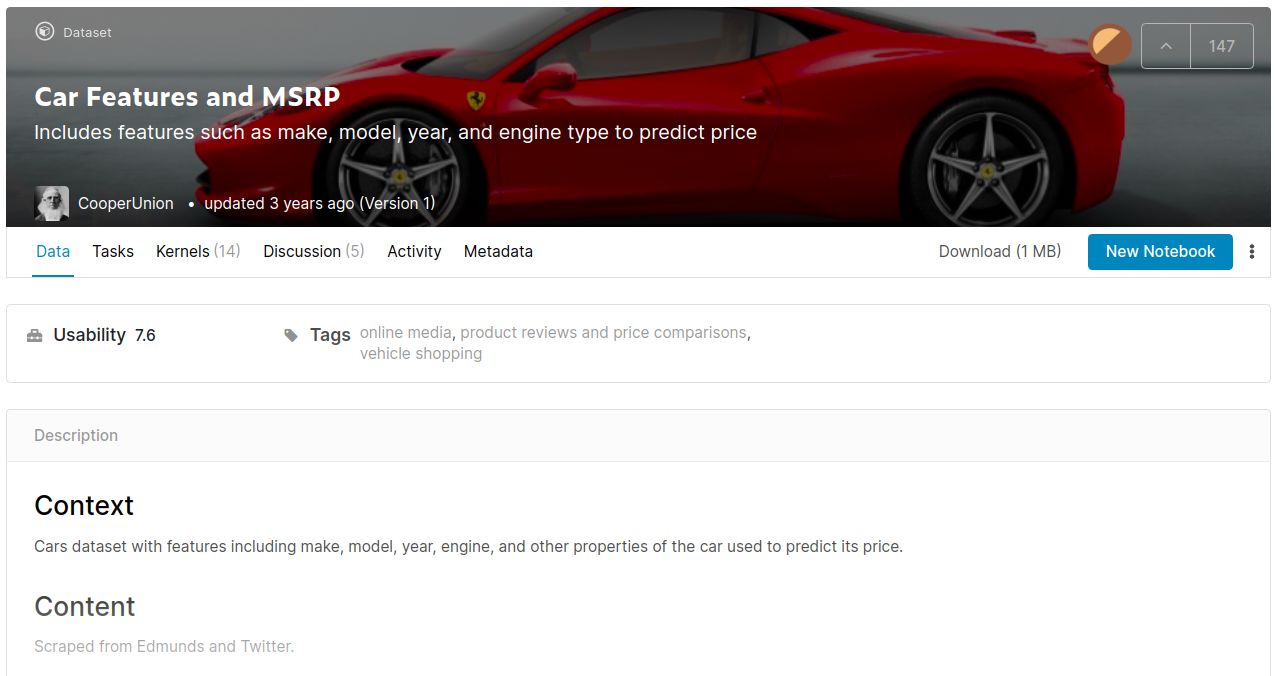 Dataset
147
Car Features and MSRP
Includes features such as make, model, year, and engine type to predict price
CooperUnion • updated 3 years ago (Version 1)
Data Tasks Kernels (14) Discussion (5) Activity Metadata Download (1 MB) New Notebook
Usability 7.6 Tags online media, product reviews and price comparisons,
vehicle shopping
Description
Context
Cars dataset with features including make, model, year, engine, and other properties of the car used to predict its price.
Content
Scraped from Edmunds and Twitter.